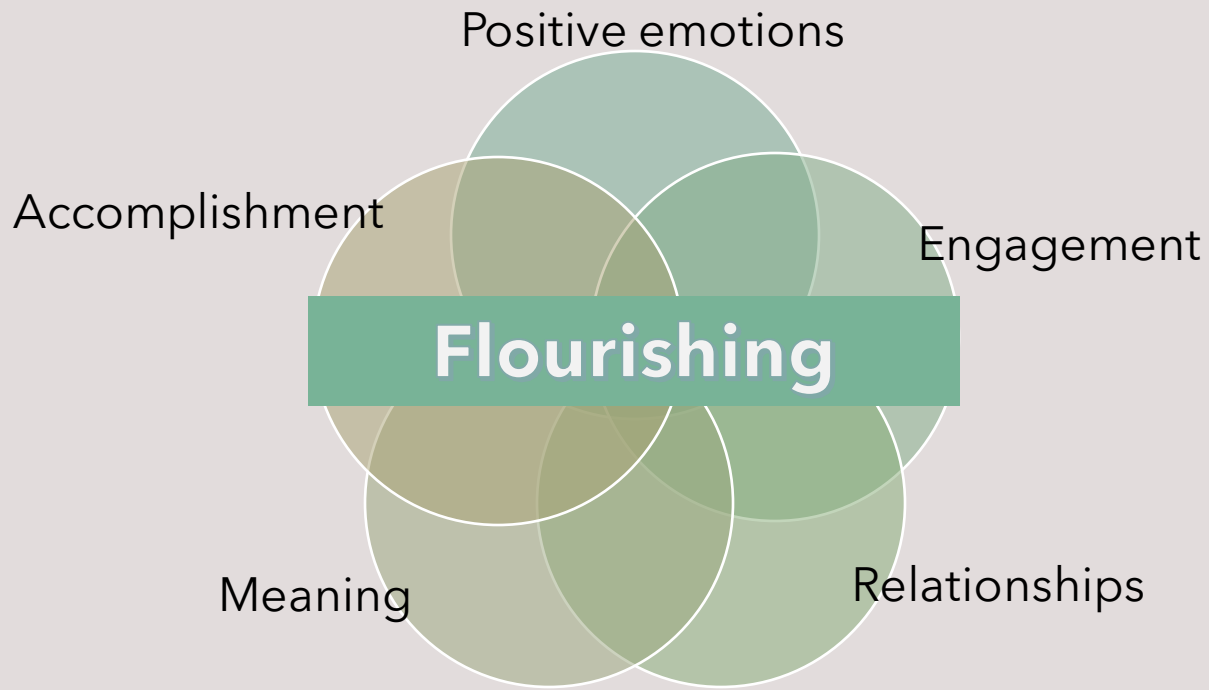 Positive emotions
Accomplishment
Engagement
Flourishing
Meaning
Relationships